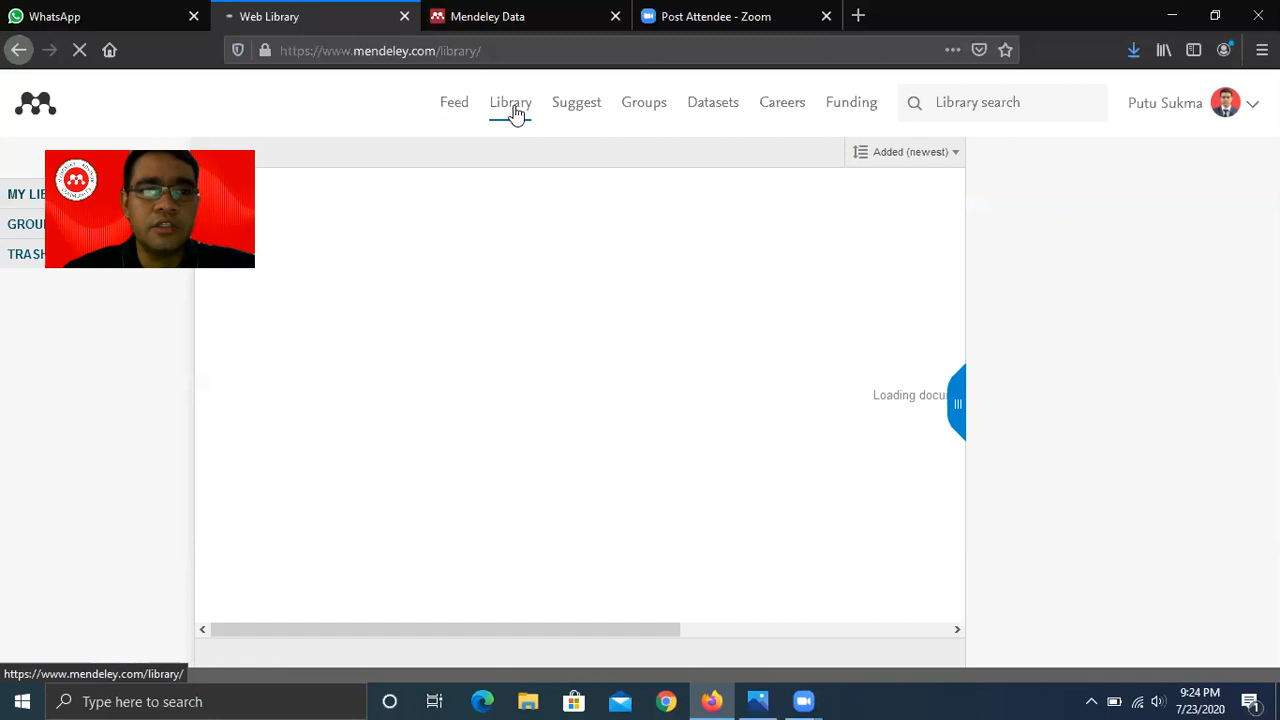 WhatsApp
Web Library
Mendeley Data
Post Attendee - Zoom
https://www.mendeley.com/library/
Feed
Library
Suggest
Groups
Datasets
Careers
Funding
Library search
Putu Sukma
Added (newest)
MY LIB
GROU
TRASH
Loading docu
https://www.mendeley.com/library/
Type here to search
9:24 PM
7/23/2020
1